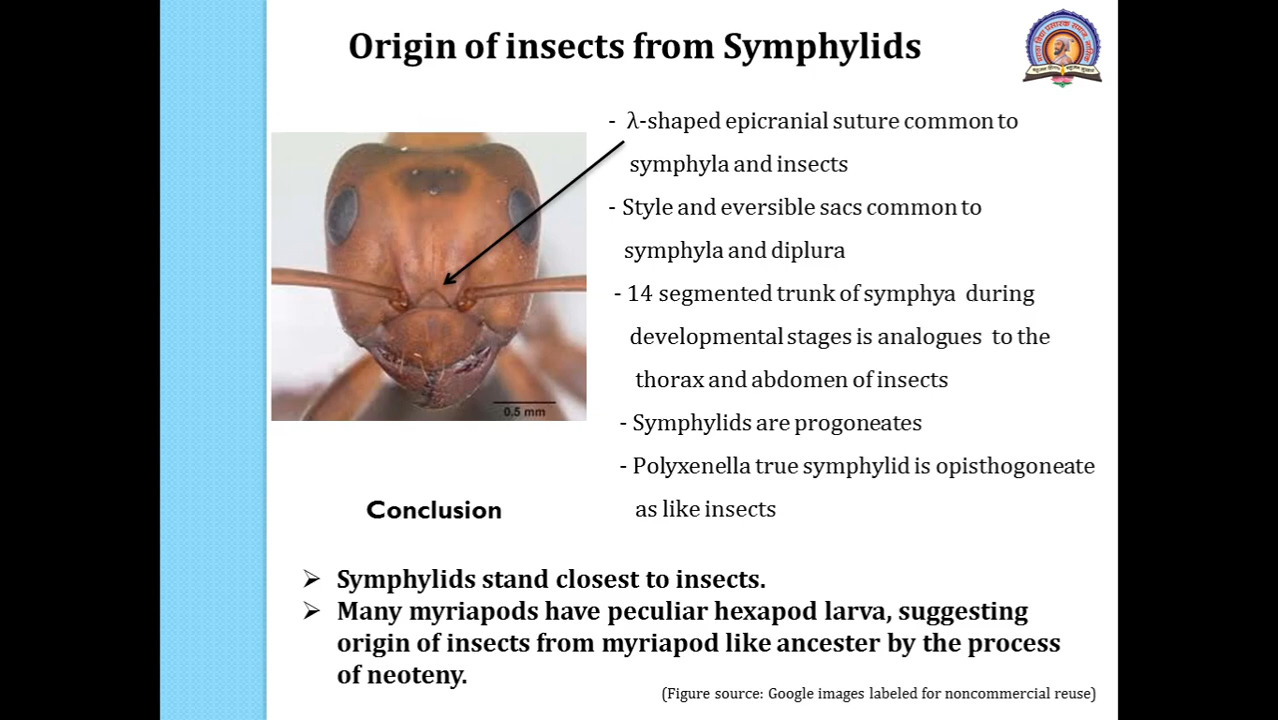 Origin of insects from Symphylids
- λ-shaped epicranial suture common to
symphyla and insects
- Style and eversible sacs common to
symphyla and diplura
- 14 segmented trunk of symphya during
developmental stages is analogues to the
thorax and abdomen of insects
- Symphylids are progoneates
- Polyxenella true symphylid is opisthogoneate
as like insects
0.5 mm
Conclusion
➢ Symphylids stand closest to insects.
➢ Many myriapods have peculiar hexapod larva, suggesting
origin of insects from myriapod like ancester by the process
of neoteny.
(Figure source: Google images labeled for noncommercial reuse)